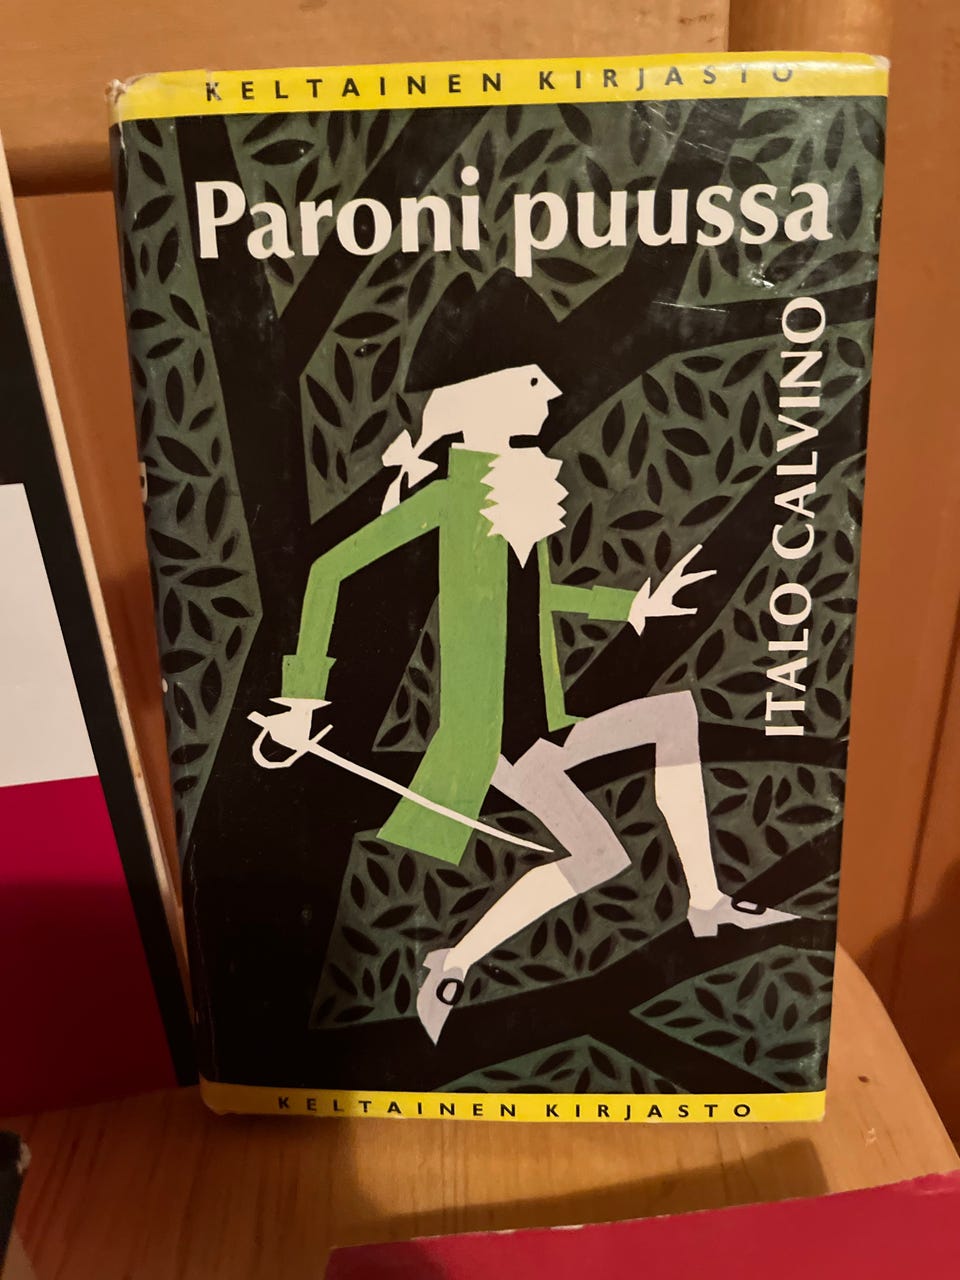 KELTAINEN KIRJASTO
Paroni puussa
ITALO CALVINO
KELTAINEN KIRJASTO